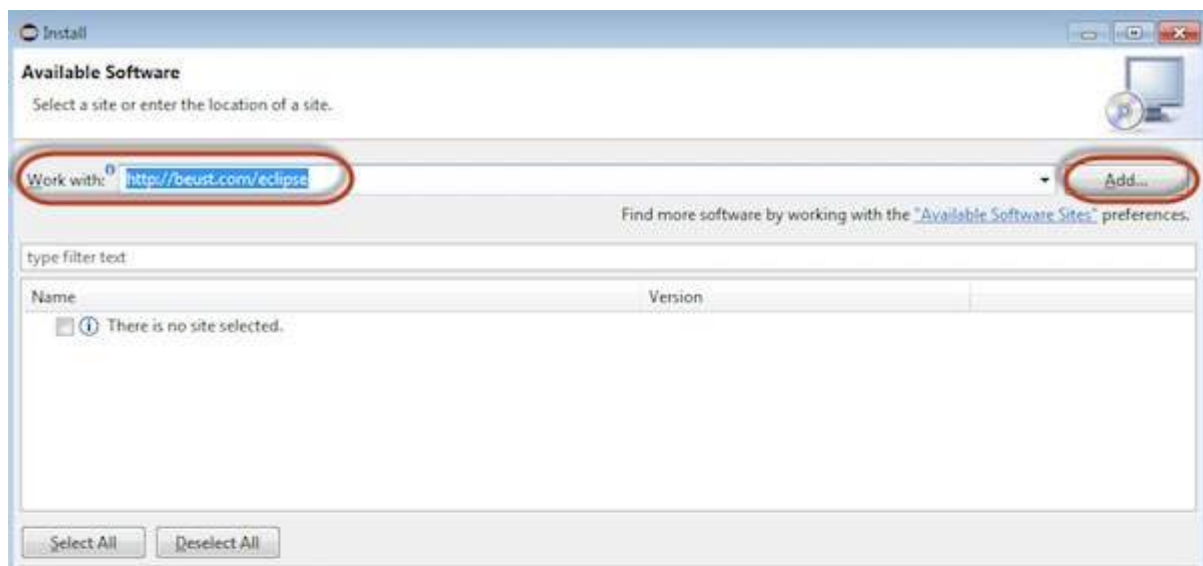 Install
Available Software
Select a site or enter the location of a site.
Work with: http://beust.com/eclipse Add...
Find more software by working with the "Available Software Sites" preferences.
type filter text
Name Version
There is no site selected.
Select All Deselect All